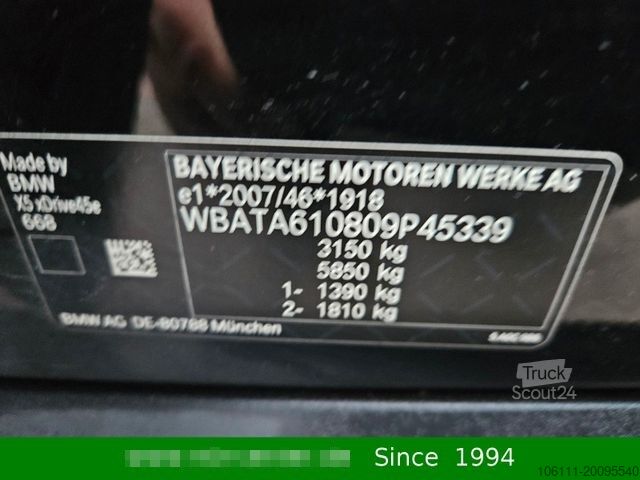 Made by
BMW
X5 xDrive45e
668
BAYERISCHE MOTOREN WERKE AG
e1*2007/46*1918
WBATA610809P45339
3150 kg
5850 kg
1- 1390 kg
2- 1810 kg
BMW AG DE-80788 München
Truck
Scout24
Since 1994
106111-20095540